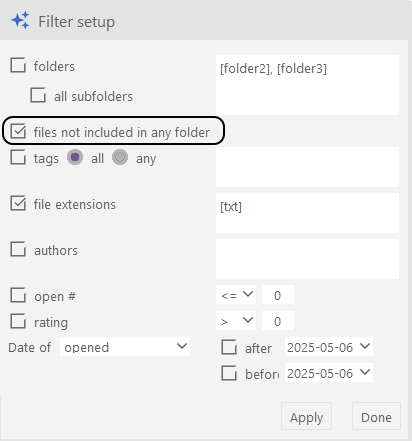 Filter setup
folders
[folder2], [folder3]
all subfolders
files not included in any folder
tags all any
file extensions
[txt]
authors
open # <= 0
rating > 0
Date of opened after 2025-05-06
before 2025-05-06
Apply Done